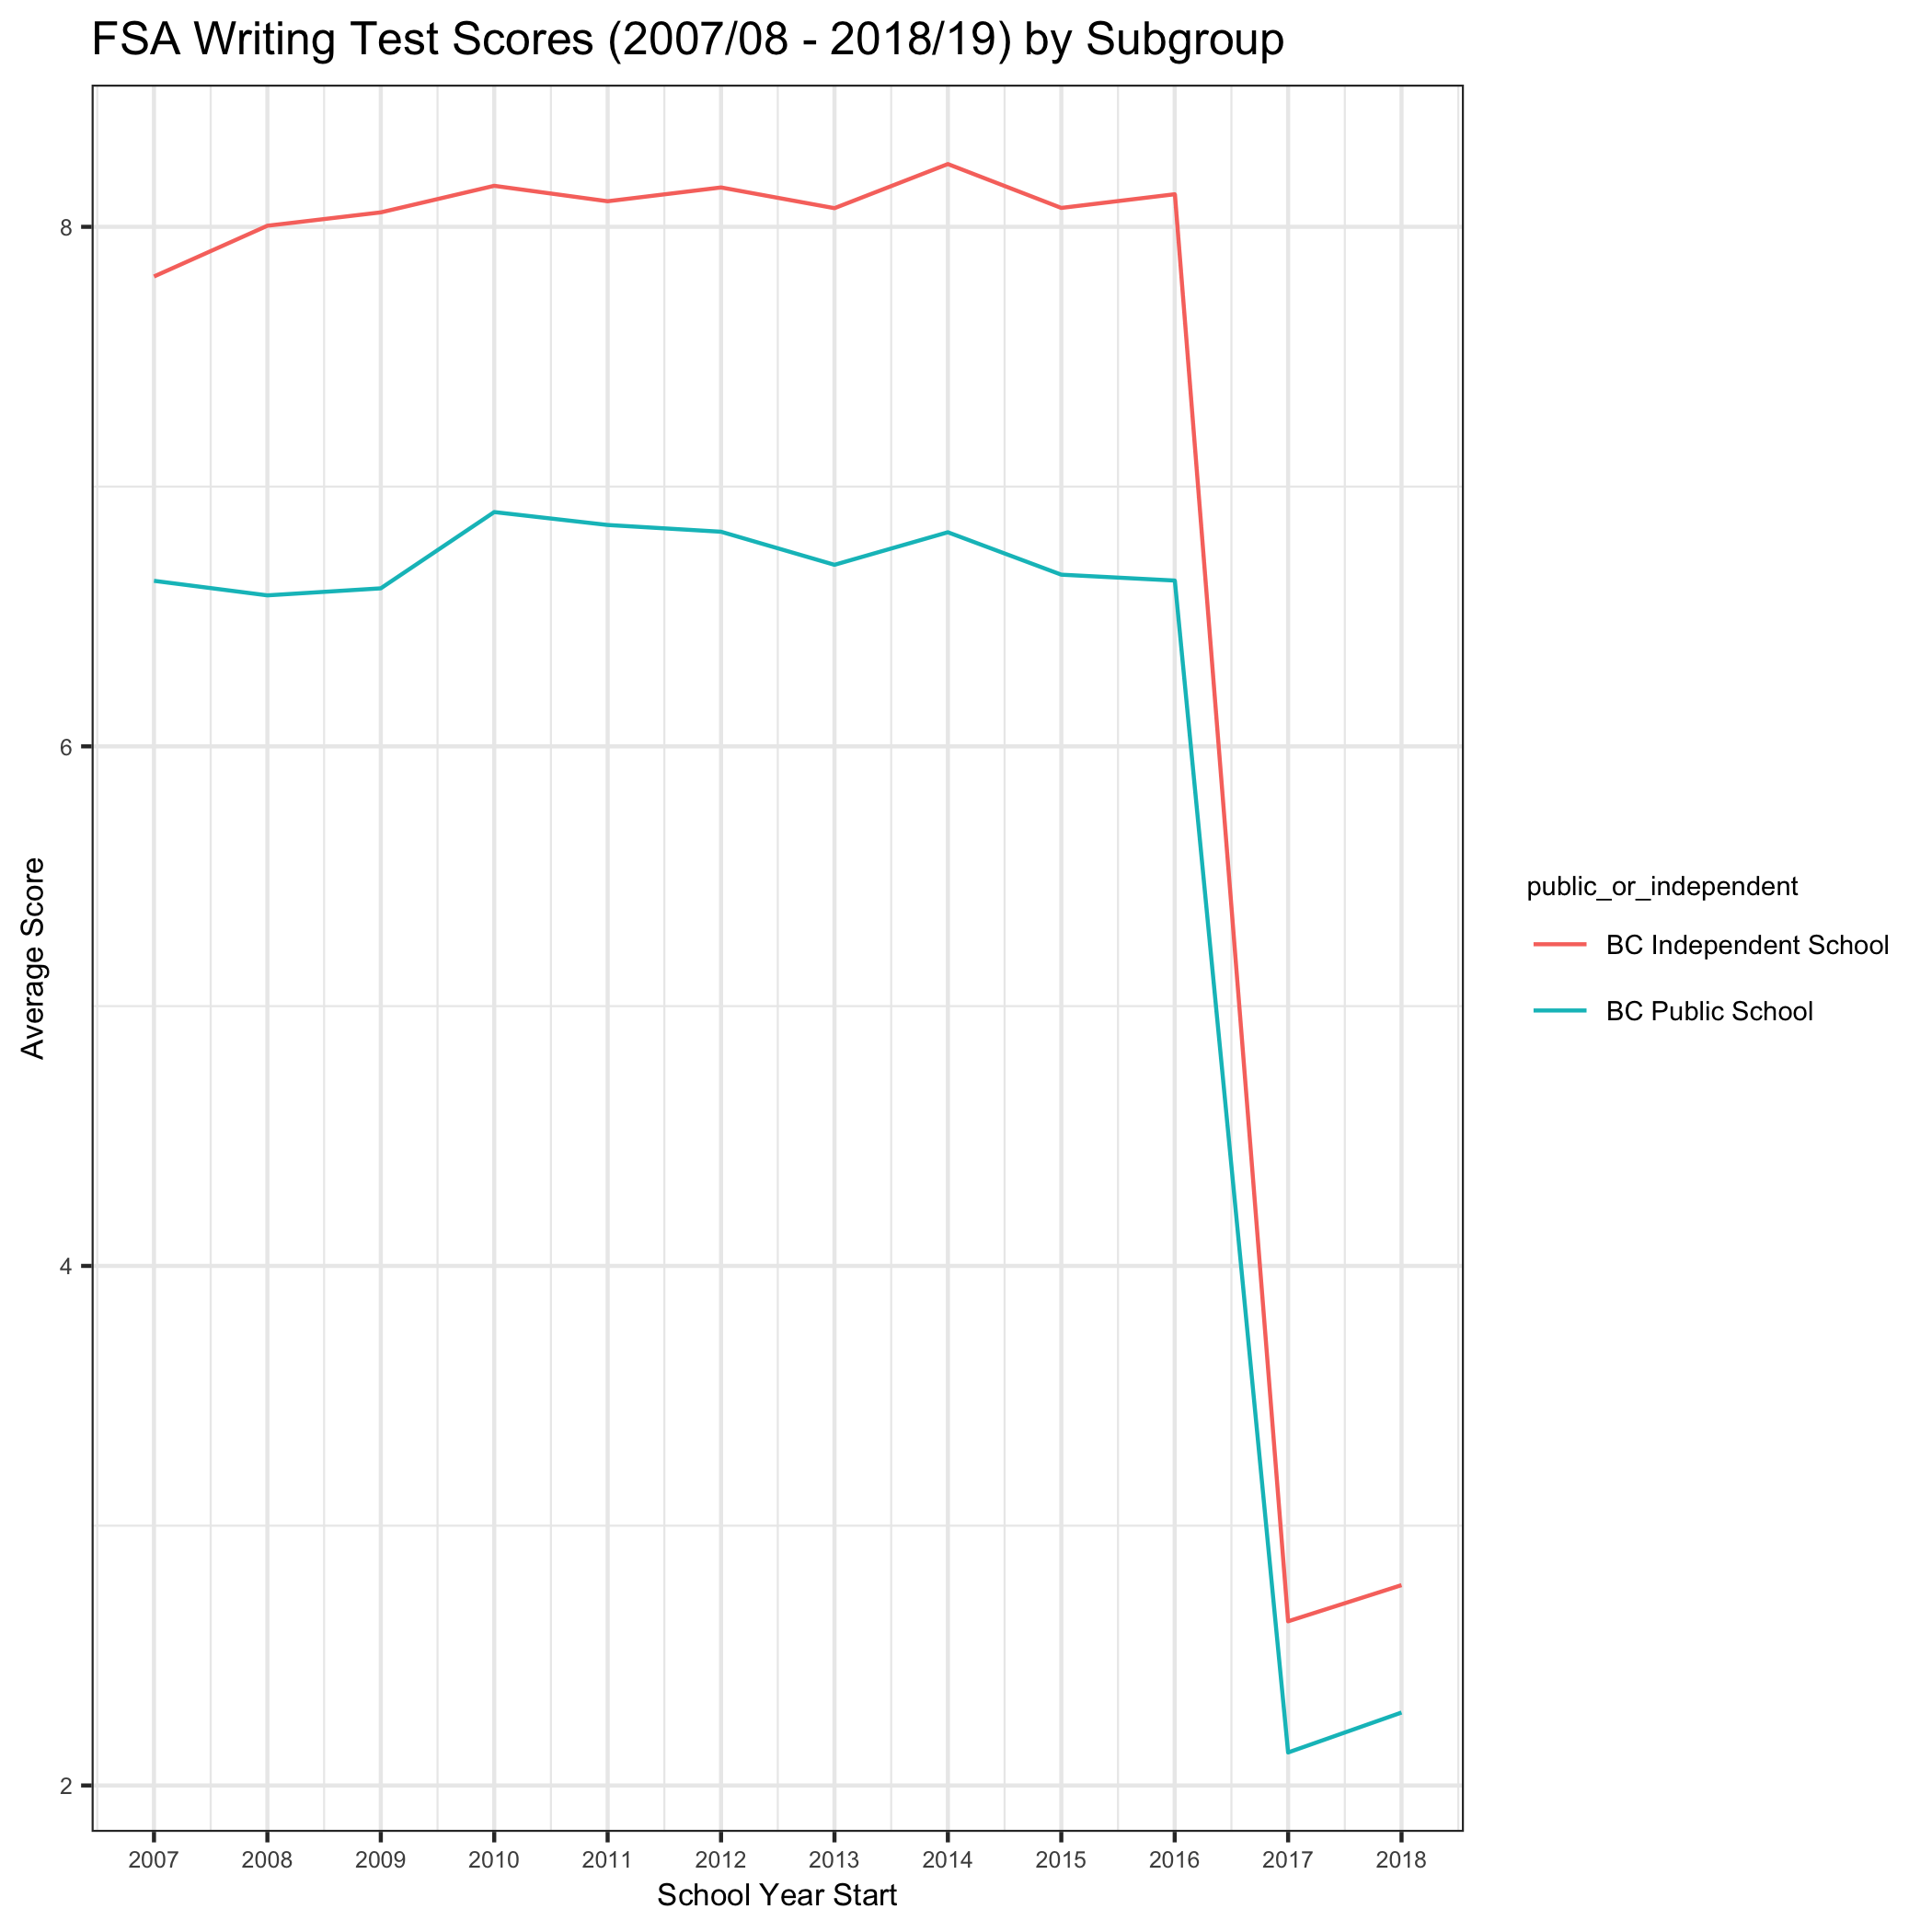 FSA Writing Test Scores (2007/08 - 2018/19) by Subgroup
8
6
4
2
Average Score
2007 2008 2009 2010 2011 2012 2013 2014 2015 2016 2017 2018
School Year Start
public_or_independent
BC Independent School
BC Public School